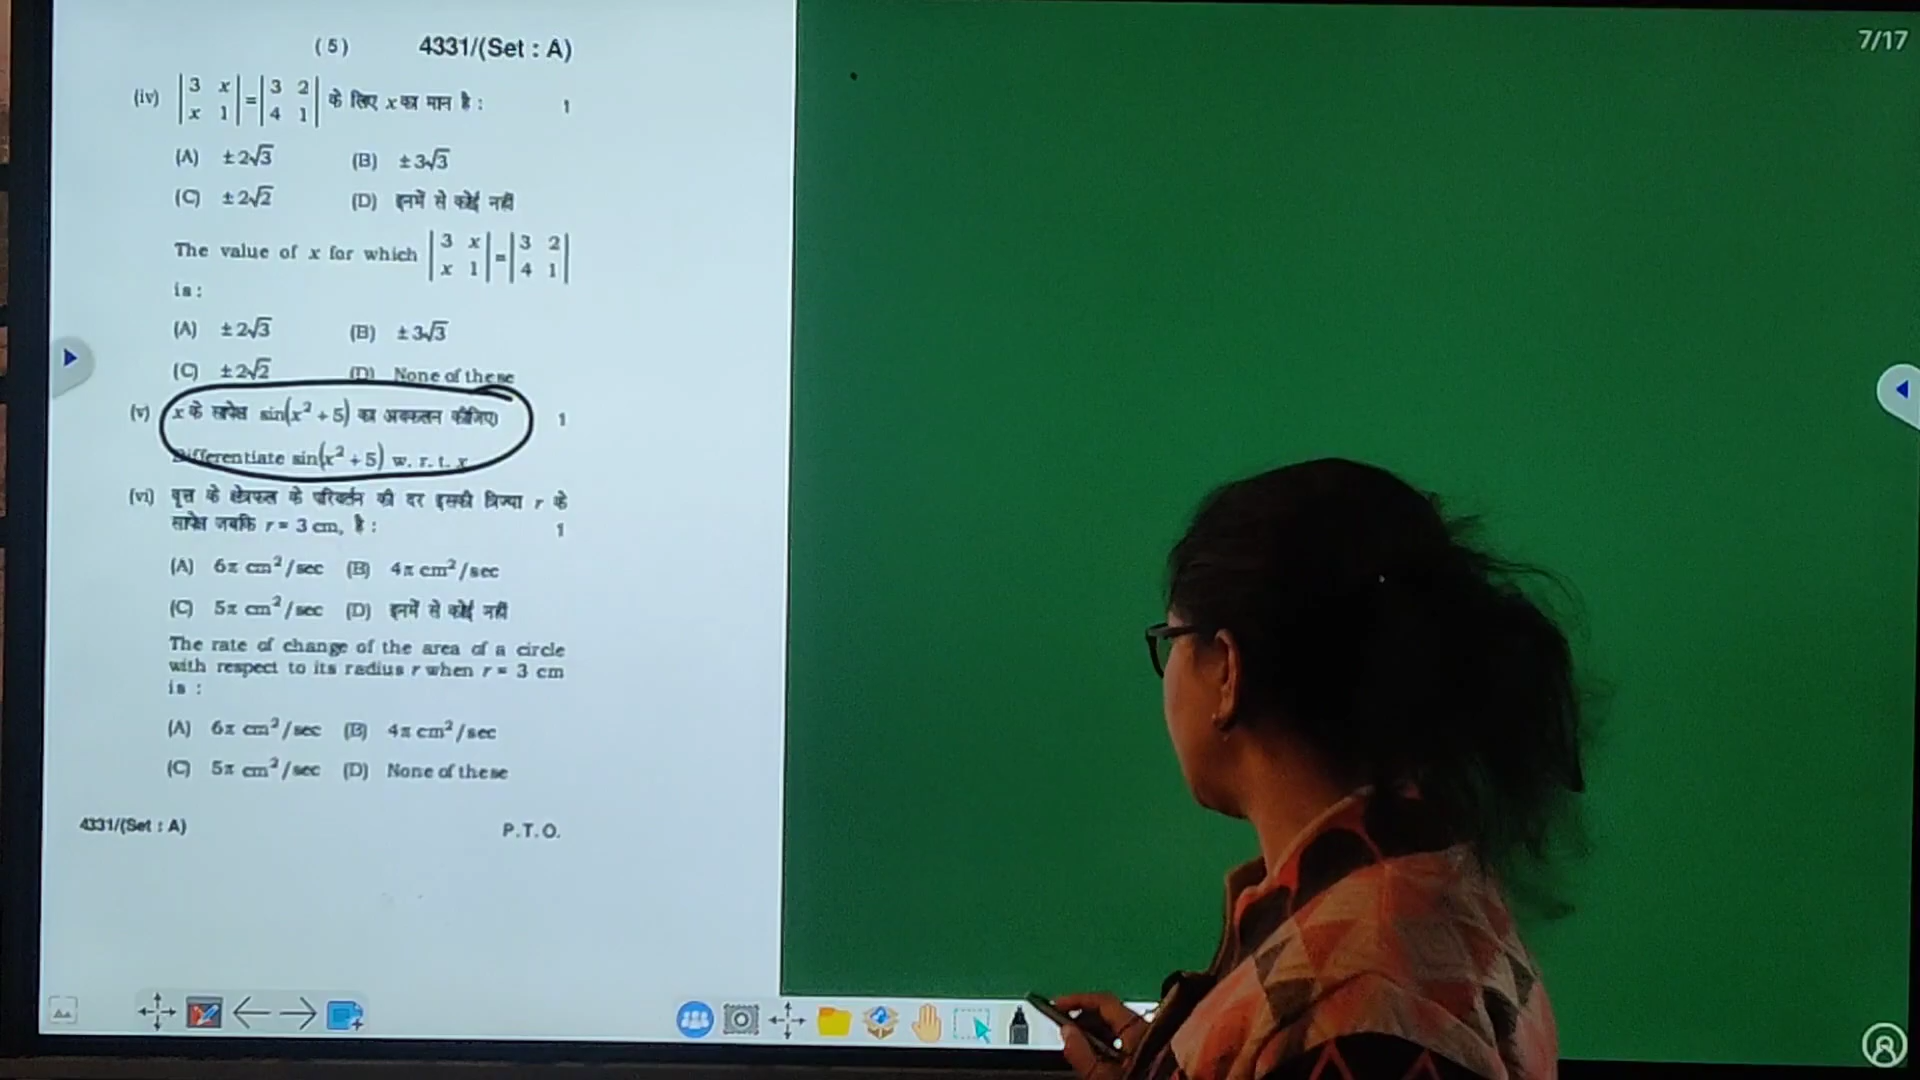 7/17
(5) 4331/(Set : A)
(iv) |3 x| = |3 2| के लिए x का मान है : 1
|x 1| |4 1|
(A) ±2√3 (B) ±3√3
(C) ±2√2 (D) इनमें से कोई नहीं
The value of x for which |3 x| = |3 2|
|x 1| |4 1|
is :
(A) ±2√3 (B) ±3√3
(C) ±2√2 (D) None of these
(v) x के सापेक्ष sin(x² + 5) का अवकलन कीजिए। 1
Differentiate sin(x² + 5) w. r. t. x
(vi) वृत्त के क्षेत्रफल के परिवर्तन की दर इसकी त्रिज्या r के
सापेक्ष जबकि r = 3 cm, है : 1
(A) 6π cm²/sec (B) 4π cm²/sec
(C) 5π cm²/sec (D) इनमें से कोई नहीं
The rate of change of the area of a circle
with respect to its radius r when r = 3 cm
is :
(A) 6π cm²/sec (B) 4π cm²/sec
(C) 5π cm²/sec (D) None of these
4331/(Set : A) P.T.O.